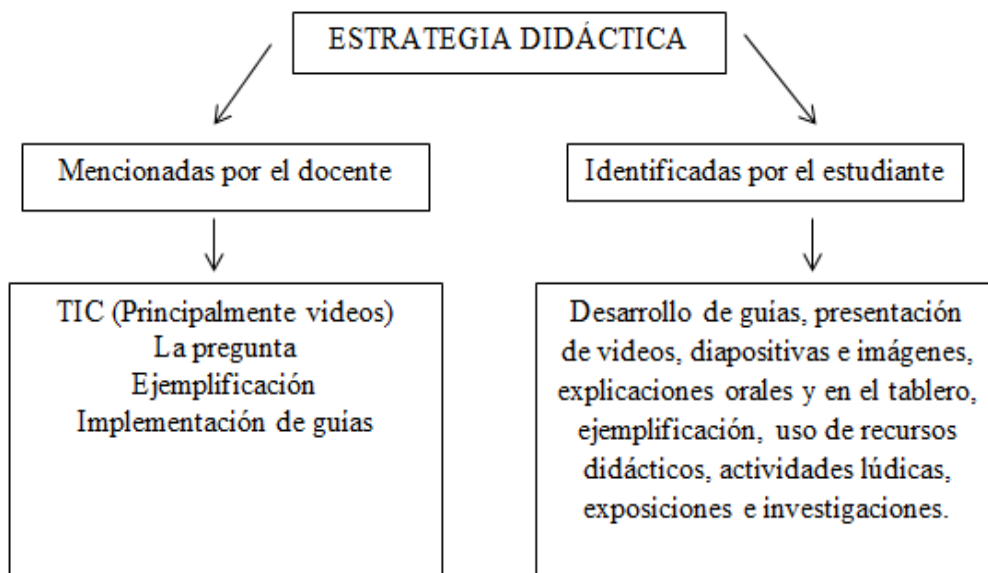 ESTRATEGIA DIDÁCTICA
Mencionadas por el docente
Identificadas por el estudiante
TIC (Principalmente videos)
La pregunta
Ejemplificación
Implementación de guías
Desarrollo de guías, presentación
de videos, diapositivas e imágenes,
explicaciones orales y en el tablero,
ejemplificación, uso de recursos
didácticos, actividades lúdicas,
exposiciones e investigaciones.